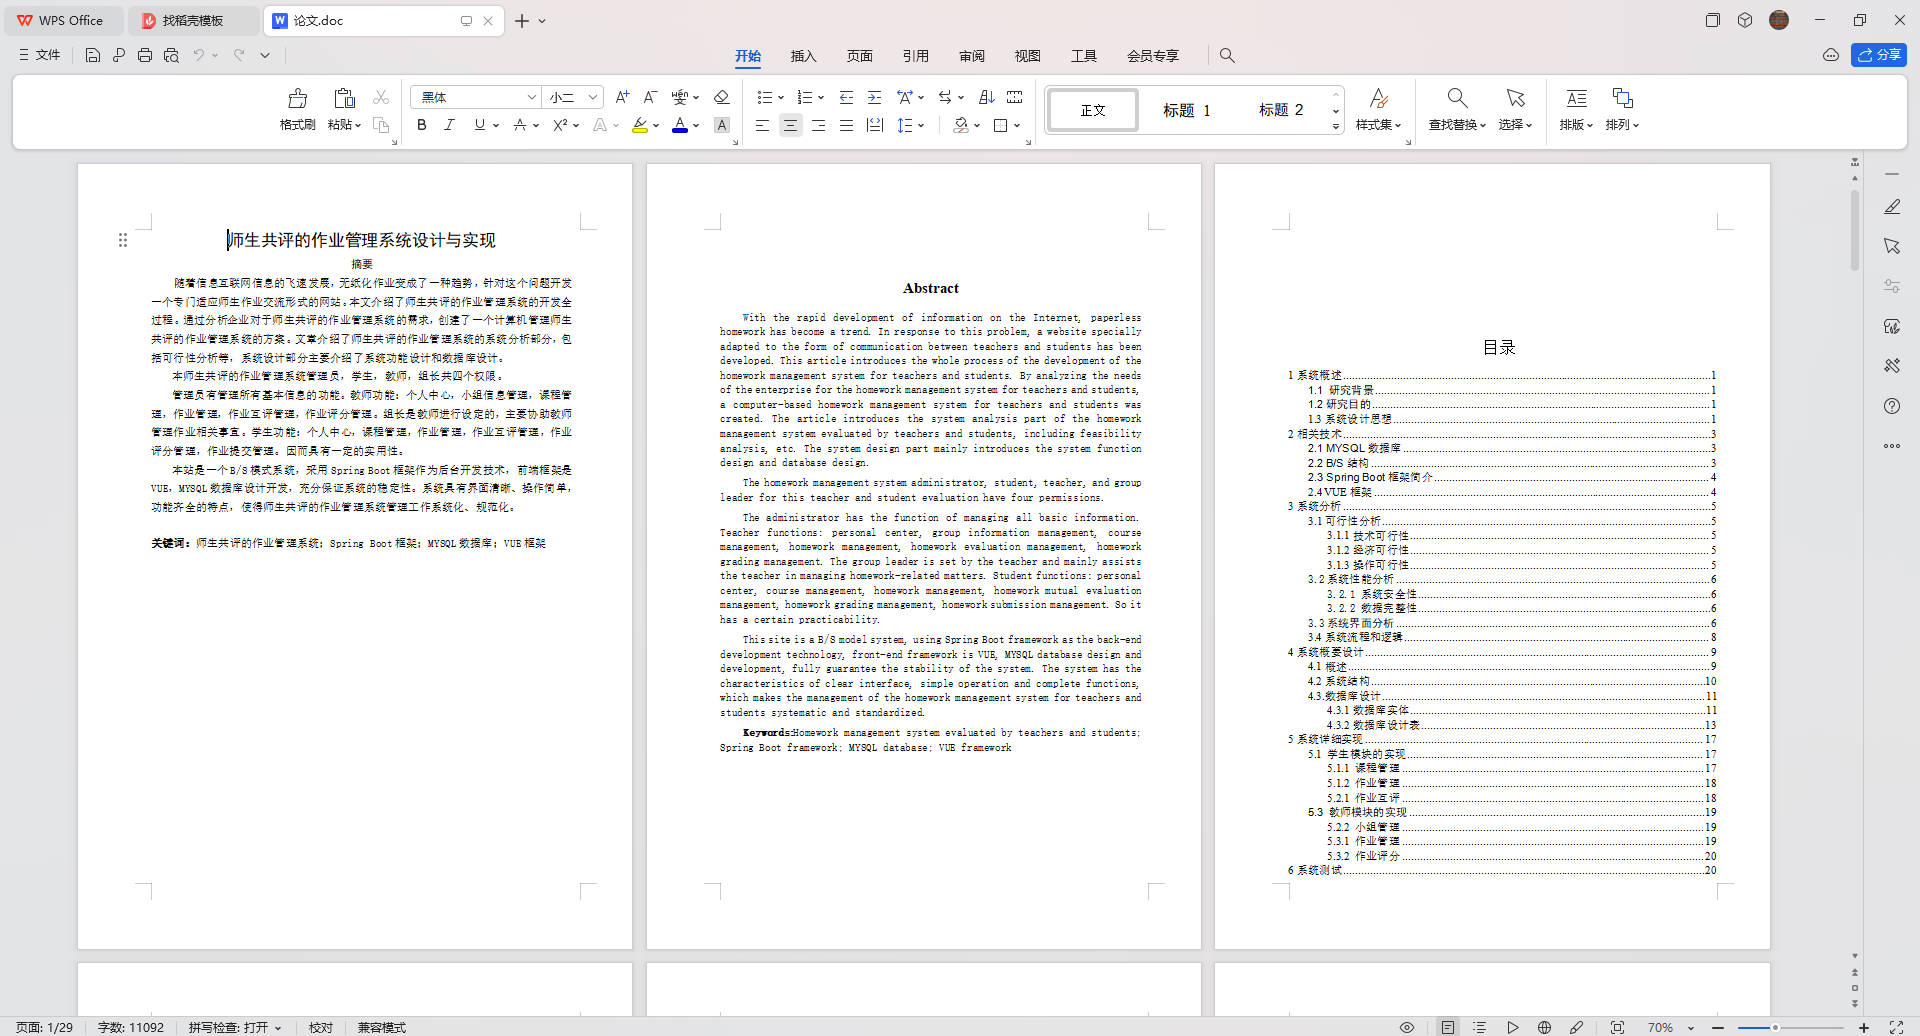 WPS Office
找稻壳模板
论文.doc
文件
开始 插入 页面 引用 审阅 视图 工具 会员专享
分享
格式刷
粘贴
黑体
小二
正文
标题 1
标题 2
样式集
查找替换
选择
排版
排列
师生共评的作业管理系统设计与实现
摘要
随着信息互联网信息的飞速发展，无纸化作业变成了一种趋势，针对这个问题开发
一个专门适应师生作业交流形式的网站。本文介绍了师生共评的作业管理系统的开发全
过程。通过分析企业对于师生共评的作业管理系统的需求，创建了一个计算机管理师生
共评的作业管理系统的方案。文章介绍了师生共评的作业管理系统的系统分析部分，包
括可行性分析等，系统设计部分主要介绍了系统功能设计和数据库设计。
本师生共评的作业管理系统管理员，学生，教师，组长共四个权限。
管理员有管理所有基本信息的功能。教师功能：个人中心，小组信息管理，课程管
理，作业管理，作业互评管理，作业评分管理。组长是教师进行设定的，主要协助教师
管理作业相关事宜。学生功能：个人中心，课程管理，作业管理，作业互评管理，作业
评分管理，作业提交管理。因而具有一定的实用性。
本站是一个B/S模式系统，采用Spring Boot框架作为后台开发技术，前端框架是
VUE，MYSQL数据库设计开发，充分保证系统的稳定性。系统具有界面清晰、操作简单，
功能齐全的特点，使得师生共评的作业管理系统管理工作系统化、规范化。
关键词：师生共评的作业管理系统；Spring Boot框架；MYSQL数据库；VUE框架
Abstract
With the rapid development of information on the Internet, paperless
homework has become a trend. In response to this problem, a website specially
adapted to the form of communication between teachers and students has been
developed. This article introduces the whole process of the development of the
homework management system for teachers and students. By analyzing the needs
of the enterprise for the homework management system for teachers and students,
a computer-based homework management system for teachers and students was
created. The article introduces the system analysis part of the homework
management system evaluated by teachers and students, including feasibility
analysis, etc. The system design part mainly introduces the system function
design and database design.
The homework management system administrator, student, teacher, and group
leader for this teacher and student evaluation have four permissions.
The administrator has the function of managing all basic information.
Teacher functions: personal center, group information management, course
management, homework management, homework evaluation management, homework
grading management. The group leader is set by the teacher and mainly assists
the teacher in managing homework-related matters. Student functions: personal
center, course management, homework management, homework mutual evaluation
management, homework grading management, homework submission management. So it
has a certain practicability.
This site is a B/S model system, using Spring Boot framework as the back-end
development technology, front-end framework is VUE, MYSQL database design and
development, fully guarantee the stability of the system. The system has the
characteristics of clear interface, simple operation and complete functions,
which makes the management of the homework management system for teachers and
students systematic and standardized.
Keywords:Homework management system evaluated by teachers and students;
Spring Boot framework; MYSQL database; VUE framework
目录
1 系统概述 1
1.1 研究背景 1
1.2 研究目的 1
1.3 系统设计思想 1
2 相关技术 3
2.1 MYSQL 数据库 3
2.2 B/S 结构 3
2.3 Spring Boot 框架简介 4
2.4 VUE 框架 4
3 系统分析 5
3.1 可行性分析 5
3.1.1 技术可行性 5
3.1.2 经济可行性 5
3.1.3 操作可行性 5
3.2 系统性能分析 6
3.2.1 系统安全性 6
3.2.2 数据完整性 6
3.3 系统界面分析 6
3.4 系统流程和逻辑 8
4 系统概要设计 9
4.1 概述 9
4.2 系统结构 10
4.3.数据库设计 11
4.3.1 数据库实体 11
4.3.2 数据库设计表 13
5 系统详细实现 17
5.1 学生模块的实现 17
5.1.1 课程管理 17
5.1.2 作业管理 18
5.2.1 作业互评 18
5.3 教师模块的实现 19
5.2.2 小组管理 19
5.3.1 作业管理 19
5.3.2 作业评分 20
6 系统测试 20
页面: 1/29 字数: 11092 拼写检查: 打开 校对 兼容模式
70%